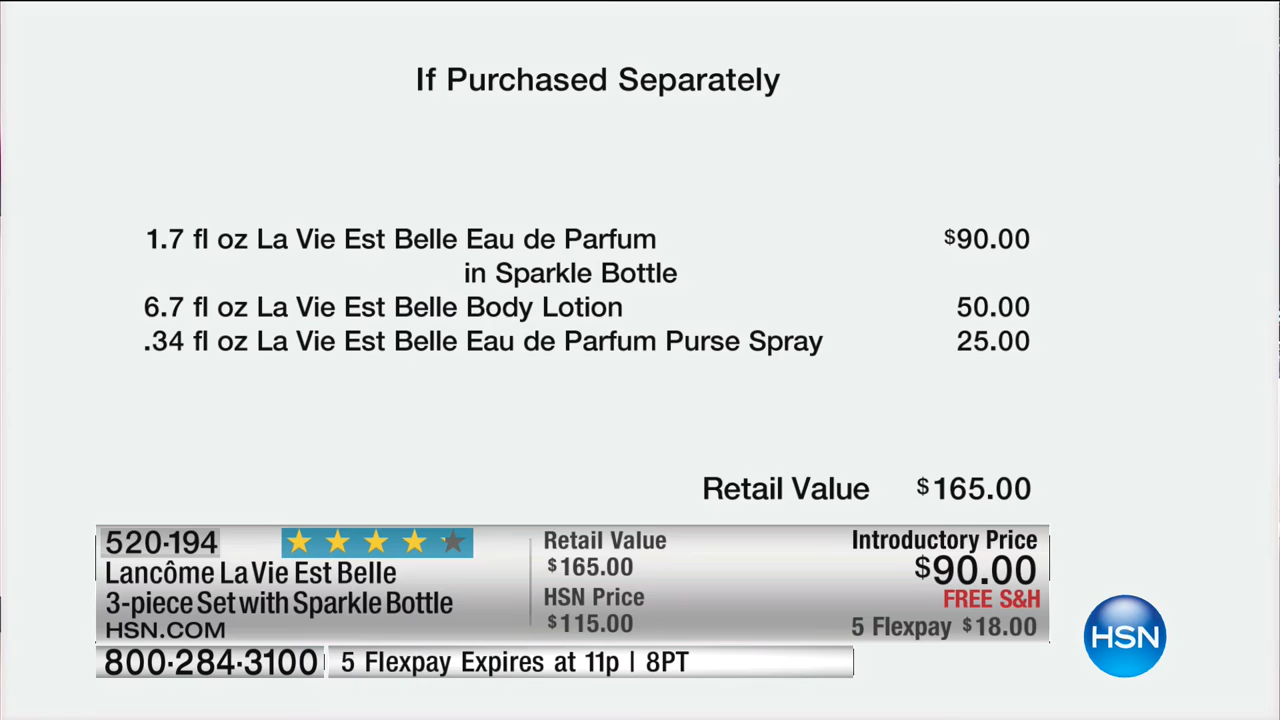 If Purchased Separately
1.7 fl oz La Vie Est Belle Eau de Parfum $90.00
in Sparkle Bottle
6.7 fl oz La Vie Est Belle Body Lotion 50.00
.34 fl oz La Vie Est Belle Eau de Parfum Purse Spray 25.00
Retail Value $165.00
520-194
Lancôme La Vie Est Belle
3-piece Set with Sparkle Bottle
HSN.COM
Retail Value
$165.00
HSN Price
$115.00
Introductory Price
$90.00
FREE S&H
5 Flexpay $18.00
HSN
800·284·3100 5 Flexpay Expires at 11p | 8PT